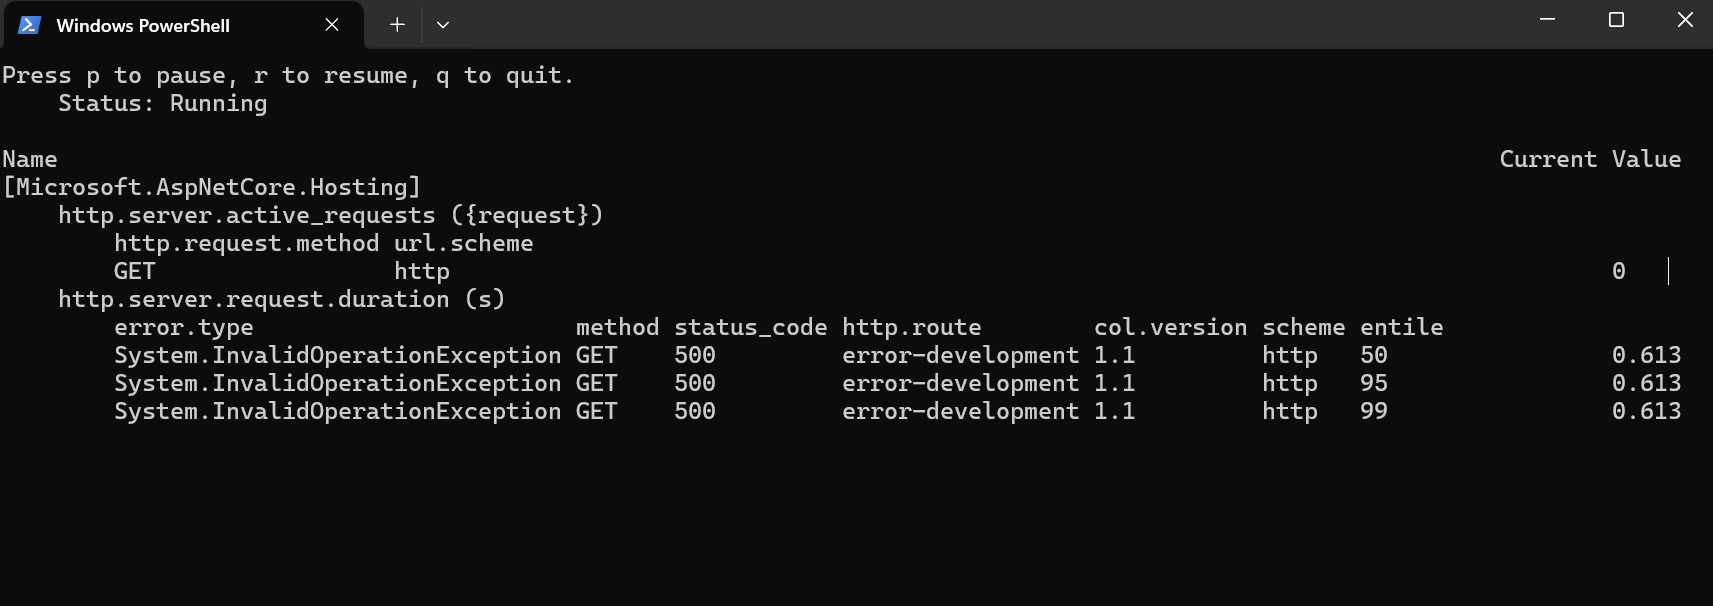 Windows PowerShell
Press p to pause, r to resume, q to quit.
    Status: Running
Name                                                                                                       Current Value
[Microsoft.AspNetCore.Hosting]
    http.server.active_requests ({request})
        http.request.method url.scheme
        GET                 http                                                                                   0
    http.server.request.duration (s)
        error.type                       method status_code http.route        col.version scheme entile
        System.InvalidOperationException GET    500         error-development 1.1         http   50                0.613
        System.InvalidOperationException GET    500         error-development 1.1         http   95                0.613
        System.InvalidOperationException GET    500         error-development 1.1         http   99                0.613